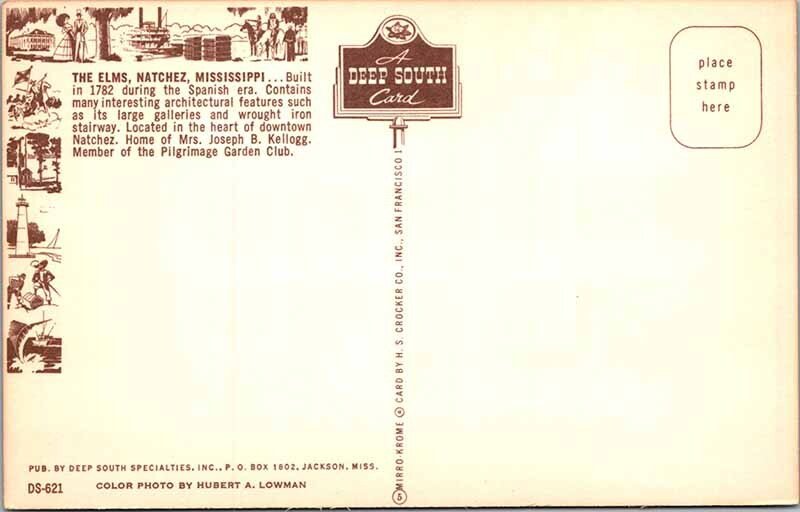 THE ELMS, NATCHEZ, MISSISSIPPI... Built
in 1782 during the Spanish era. Contains
many interesting architectural features such
as its large galleries and wrought iron
stairway. Located in the heart of downtown
Natchez. Home of Mrs. Joseph B. Kellogg.
Member of the Pilgrimage Garden Club.
A
DEEP SOUTH
Card
place
stamp
here
MIRRO-KROME ® CARD BY H. S. CROCKER CO., INC., SAN FRANCISCO 1
5
PUB. BY DEEP SOUTH SPECIALTIES, INC., P. O. BOX 1802, JACKSON, MISS.
DS-621 COLOR PHOTO BY HUBERT A. LOWMAN